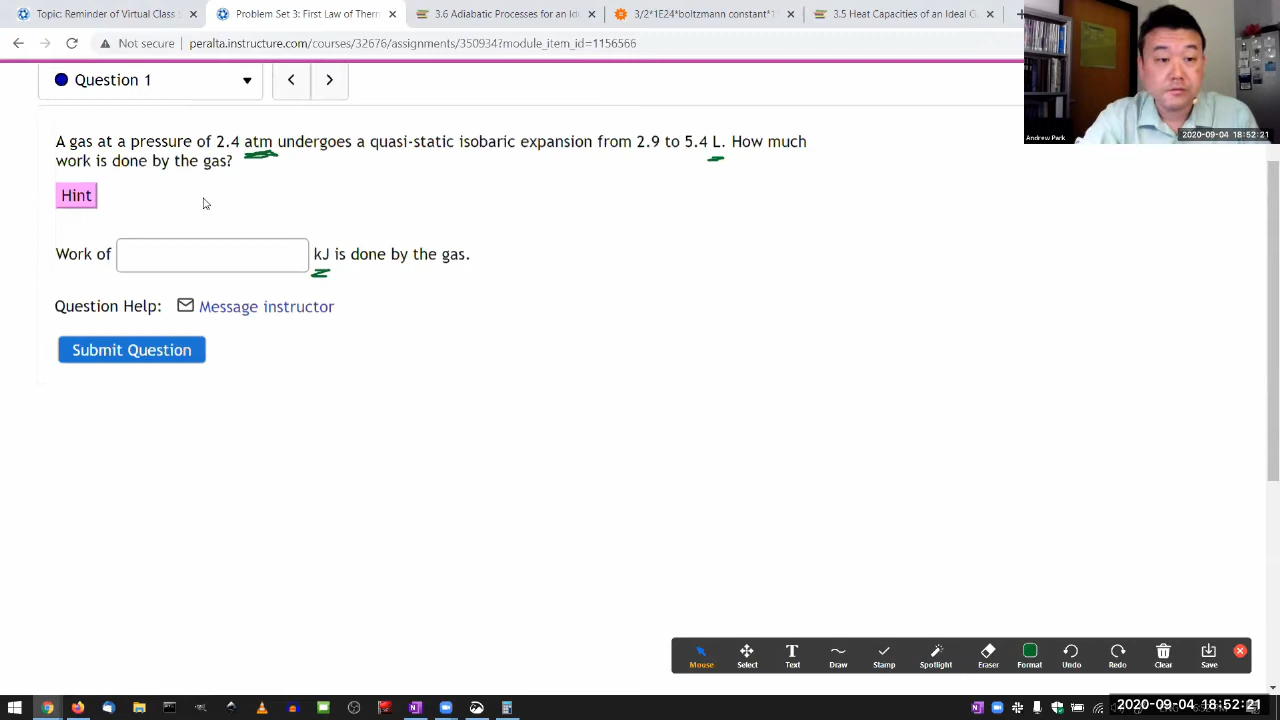 Topic: Reminder of Virtual Class
Problem Set 3: First Law of Therm
3.6 Adiabatic Processes for an Id
3/2*1E24*boltzmann constant*1
3.5 Heat Capacities of an Ideal G
Not secure
peralta.instructure.com/courses/52676/assignments/350934?module_item_id=1156566
Question 1
A gas at a pressure of 2.4 atm undergoes a quasi-static isobaric expansion from 2.9 to 5.4 L. How much
work is done by the gas?
Hint
Work of kJ is done by the gas.
Question Help: Message instructor
Submit Question
Andrew Park
2020-09-04 18:52:21
Mouse Select Text Draw Stamp Spotlight Eraser Format Undo Redo Clear Save
2020-09-04 18:52:21